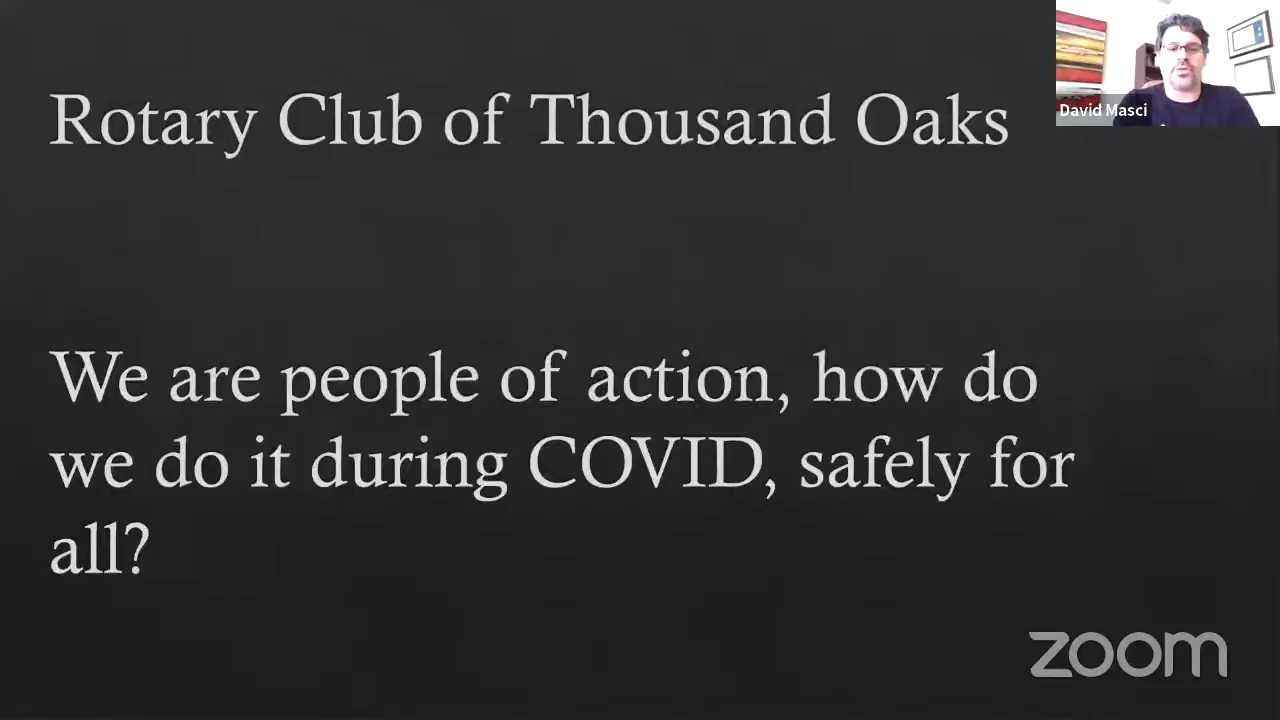 Rotary Club of Thousand Oaks
David Masci
We are people of action, how do
we do it during COVID, safely for
all?
zoom